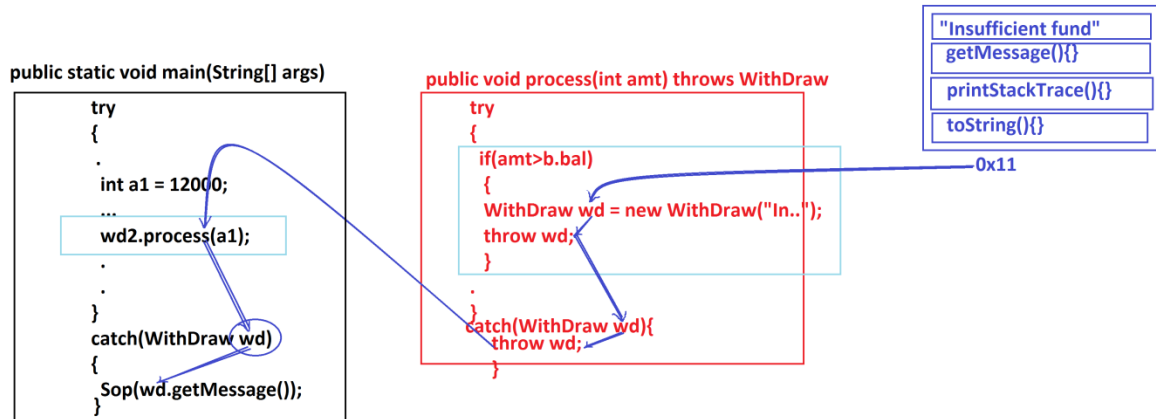 public static void main(String[] args)
try
{
.
int a1 = 12000;
...
wd2.process(a1);
.
.
}
catch(WithDraw wd)
{
Sop(wd.getMessage());
}
public void process(int amt) throws WithDraw
try
{
if(amt>b.bal)
{
WithDraw wd = new WithDraw("In..");
throw wd;
}
.
}
catch(WithDraw wd){
throw wd;
}
"Insufficient fund"
getMessage(){}
printStackTrace(){}
toString(){}
0x11